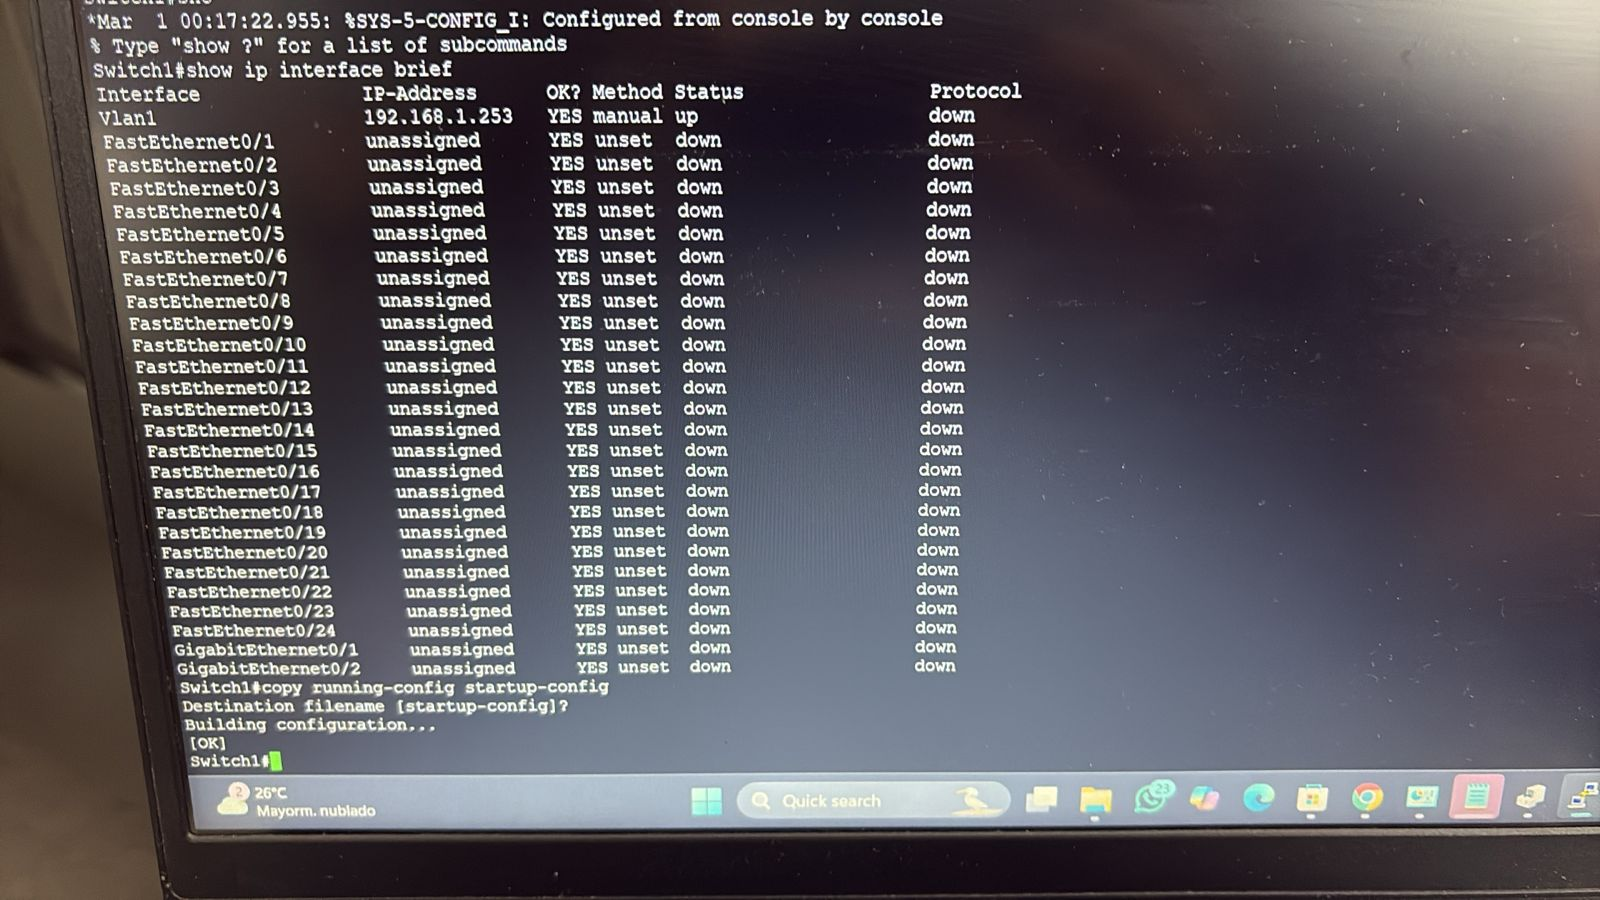 *Mar  1 00:17:22.955: %SYS-5-CONFIG_I: Configured from console by console
% Type "show ?" for a list of subcommands
Switch1#show ip interface brief
Interface IP-Address OK? Method Status Protocol
Vlan1 192.168.1.253 YES manual up down
FastEthernet0/1 unassigned YES unset down down
FastEthernet0/2 unassigned YES unset down down
FastEthernet0/3 unassigned YES unset down down
FastEthernet0/4 unassigned YES unset down down
FastEthernet0/5 unassigned YES unset down down
FastEthernet0/6 unassigned YES unset down down
FastEthernet0/7 unassigned YES unset down down
FastEthernet0/8 unassigned YES unset down down
FastEthernet0/9 unassigned YES unset down down
FastEthernet0/10 unassigned YES unset down down
FastEthernet0/11 unassigned YES unset down down
FastEthernet0/12 unassigned YES unset down down
FastEthernet0/13 unassigned YES unset down down
FastEthernet0/14 unassigned YES unset down down
FastEthernet0/15 unassigned YES unset down down
FastEthernet0/16 unassigned YES unset down down
FastEthernet0/17 unassigned YES unset down down
FastEthernet0/18 unassigned YES unset down down
FastEthernet0/19 unassigned YES unset down down
FastEthernet0/20 unassigned YES unset down down
FastEthernet0/21 unassigned YES unset down down
FastEthernet0/22 unassigned YES unset down down
FastEthernet0/23 unassigned YES unset down down
FastEthernet0/24 unassigned YES unset down down
GigabitEthernet0/1 unassigned YES unset down down
GigabitEthernet0/2 unassigned YES unset down down
Switch1#copy running-config startup-config
Destination filename [startup-config]?
Building configuration...
[OK]
Switch1#
2 26°C
Mayorm. nublado
Quick search
23